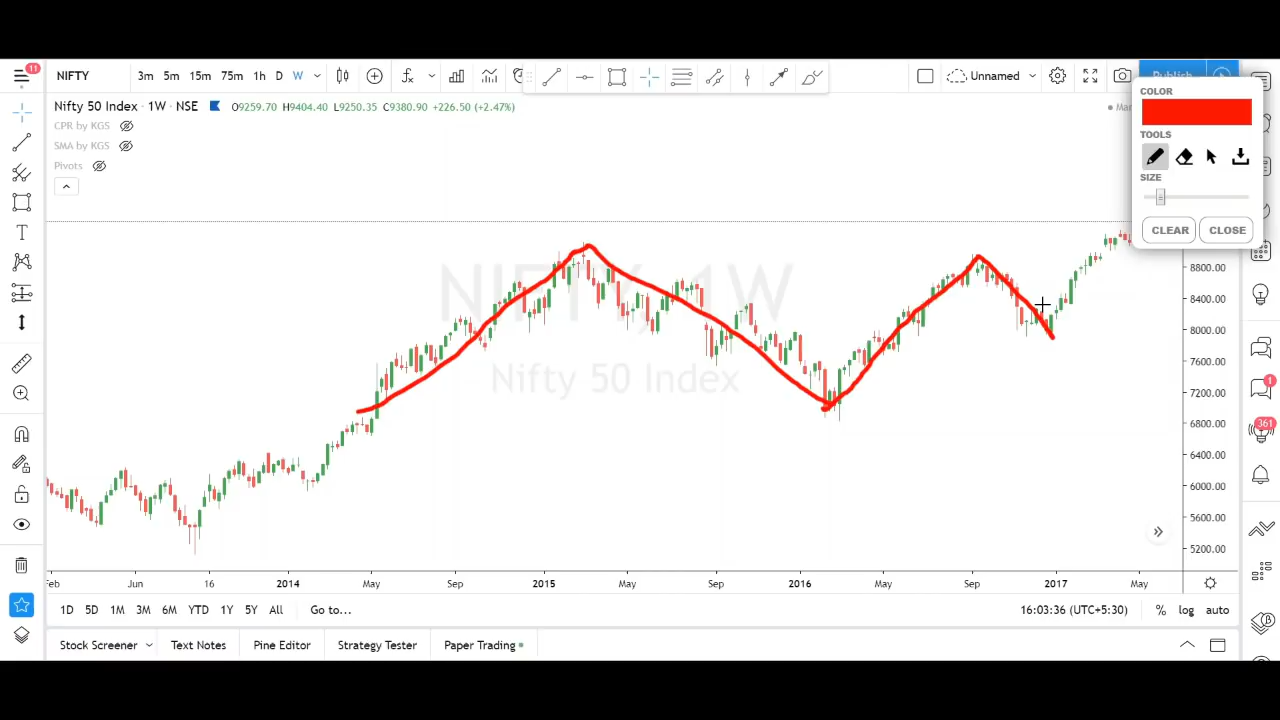 11 NIFTY 3m 5m 15m 75m 1h D W Unnamed Publish
Nifty 50 Index · 1W · NSE O9259.70 H9404.40 L9250.35 C9380.90 +226.50 (+2.47%)
CPR by KGS
SMA by KGS
Pivots
COLOR
TOOLS
SIZE
CLEAR CLOSE
NIFTY, 1W
Nifty 50 Index
8800.00
8400.00
8000.00
7600.00
7200.00
6800.00
6400.00
6000.00
5600.00
5200.00
1
361
Feb Jun 16 2014 May Sep 2015 May Sep 2016 May Sep 2017 May
1D 5D 1M 3M 6M YTD 1Y 5Y All Go to... 16:03:36 (UTC+5:30) % log auto
Stock Screener Text Notes Pine Editor Strategy Tester Paper Trading